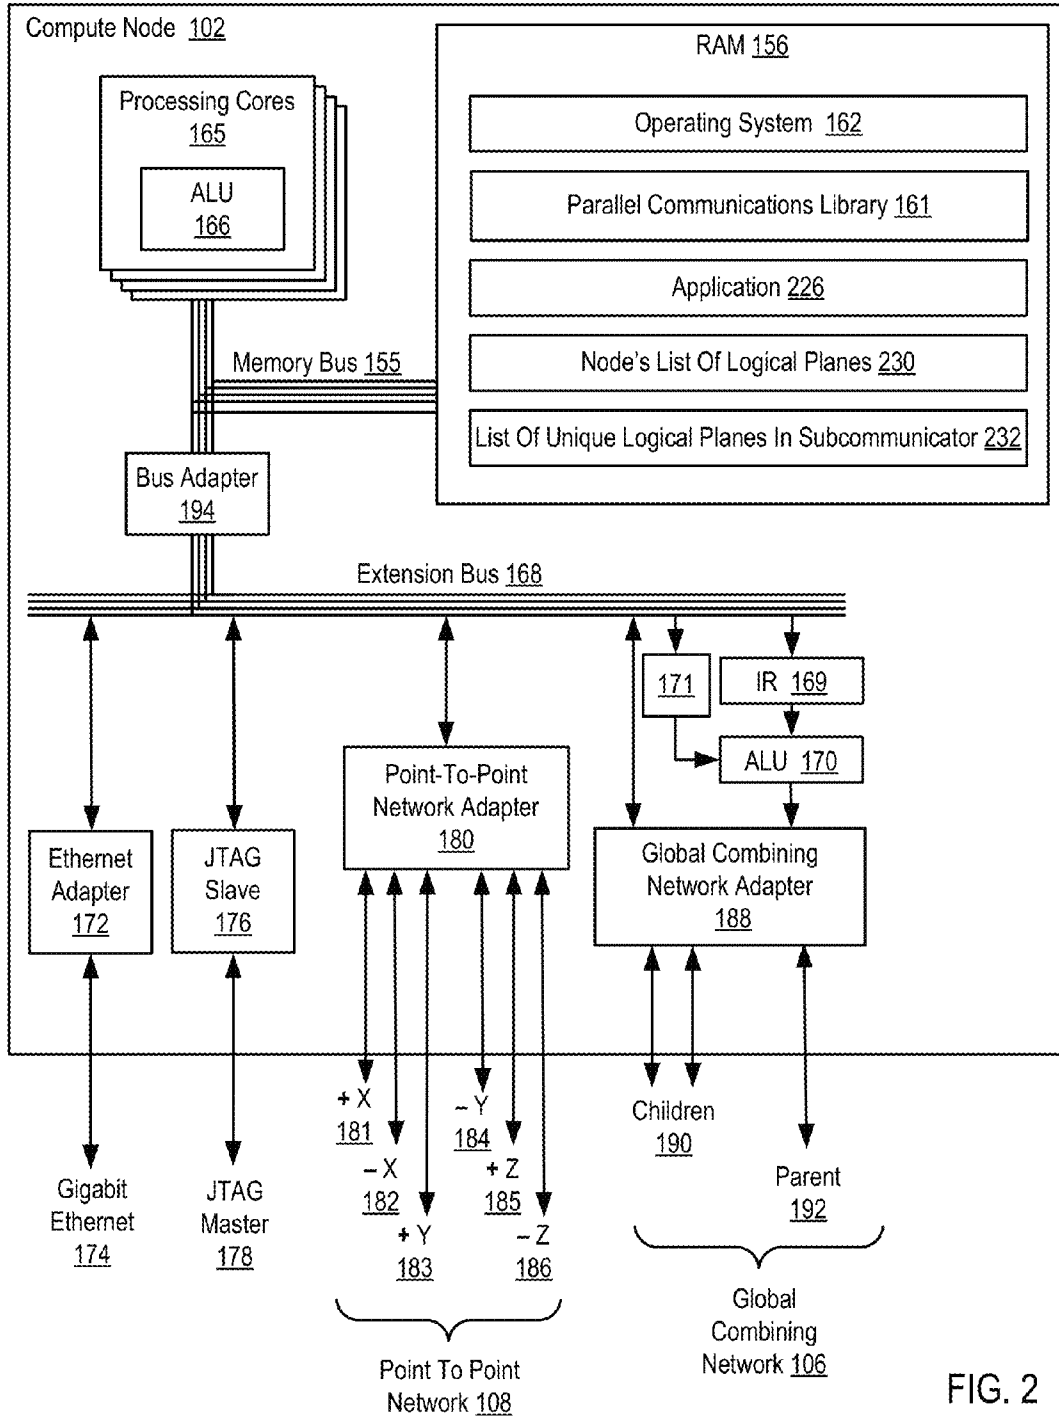 Compute Node 102
RAM 156
Processing Cores
165
ALU
166
Operating System 162
Parallel Communications Library 161
Application 226
Node's List Of Logical Planes 230
List Of Unique Logical Planes In Subcommunicator 232
Memory Bus 155
Bus Adapter
194
Extension Bus 168
171
IR 169
ALU 170
Point-To-Point
Network Adapter
180
Ethernet
Adapter
172
JTAG
Slave
176
Global Combining
Network Adapter
188
+ X
181
– X
182
+ Y
183
– Y
184
+ Z
185
– Z
186
Children
190
Parent
192
Gigabit
Ethernet
174
JTAG
Master
178
Point To Point
Network 108
Global
Combining
Network 106
FIG. 2